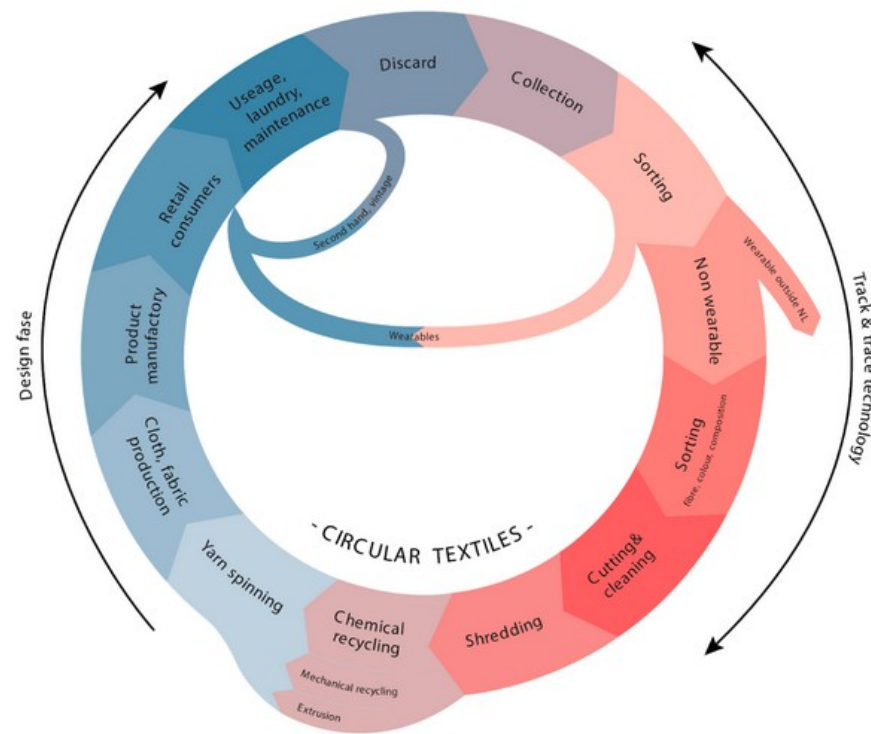 Discard
Collection
Sorting
Wearable outside NL
Non wearable
Sorting
fibre, colour, composition
Cutting&
cleaning
Shredding
Chemical
recycling
Mechanical recycling
Extrusion
Yarn spinning
Cloth, fabric
production
Product
manufactory
Retail
consumers
Useage,
laundry,
maintenance
Second hand, vintage
Wearables
- CIRCULAR TEXTILES -
Design fase
Track & trace technology